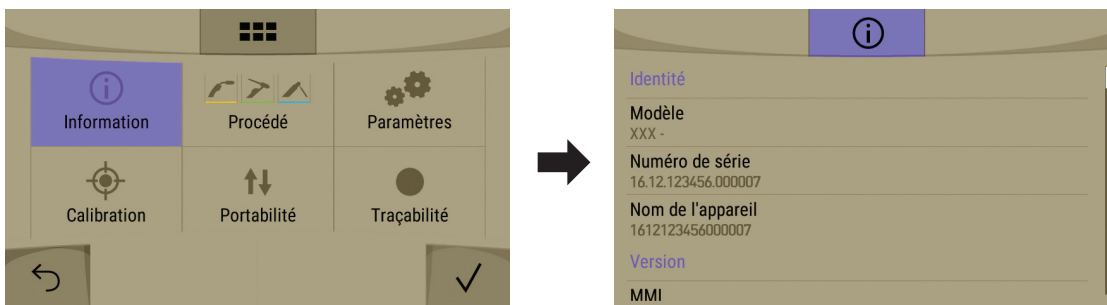 Information
Procédé
Paramètres
Calibration
Portabilité
Traçabilité
Identité
Modèle
XXX -
Numéro de série
16.12.123456.000007
Nom de l'appareil
1612123456000007
Version
MMI